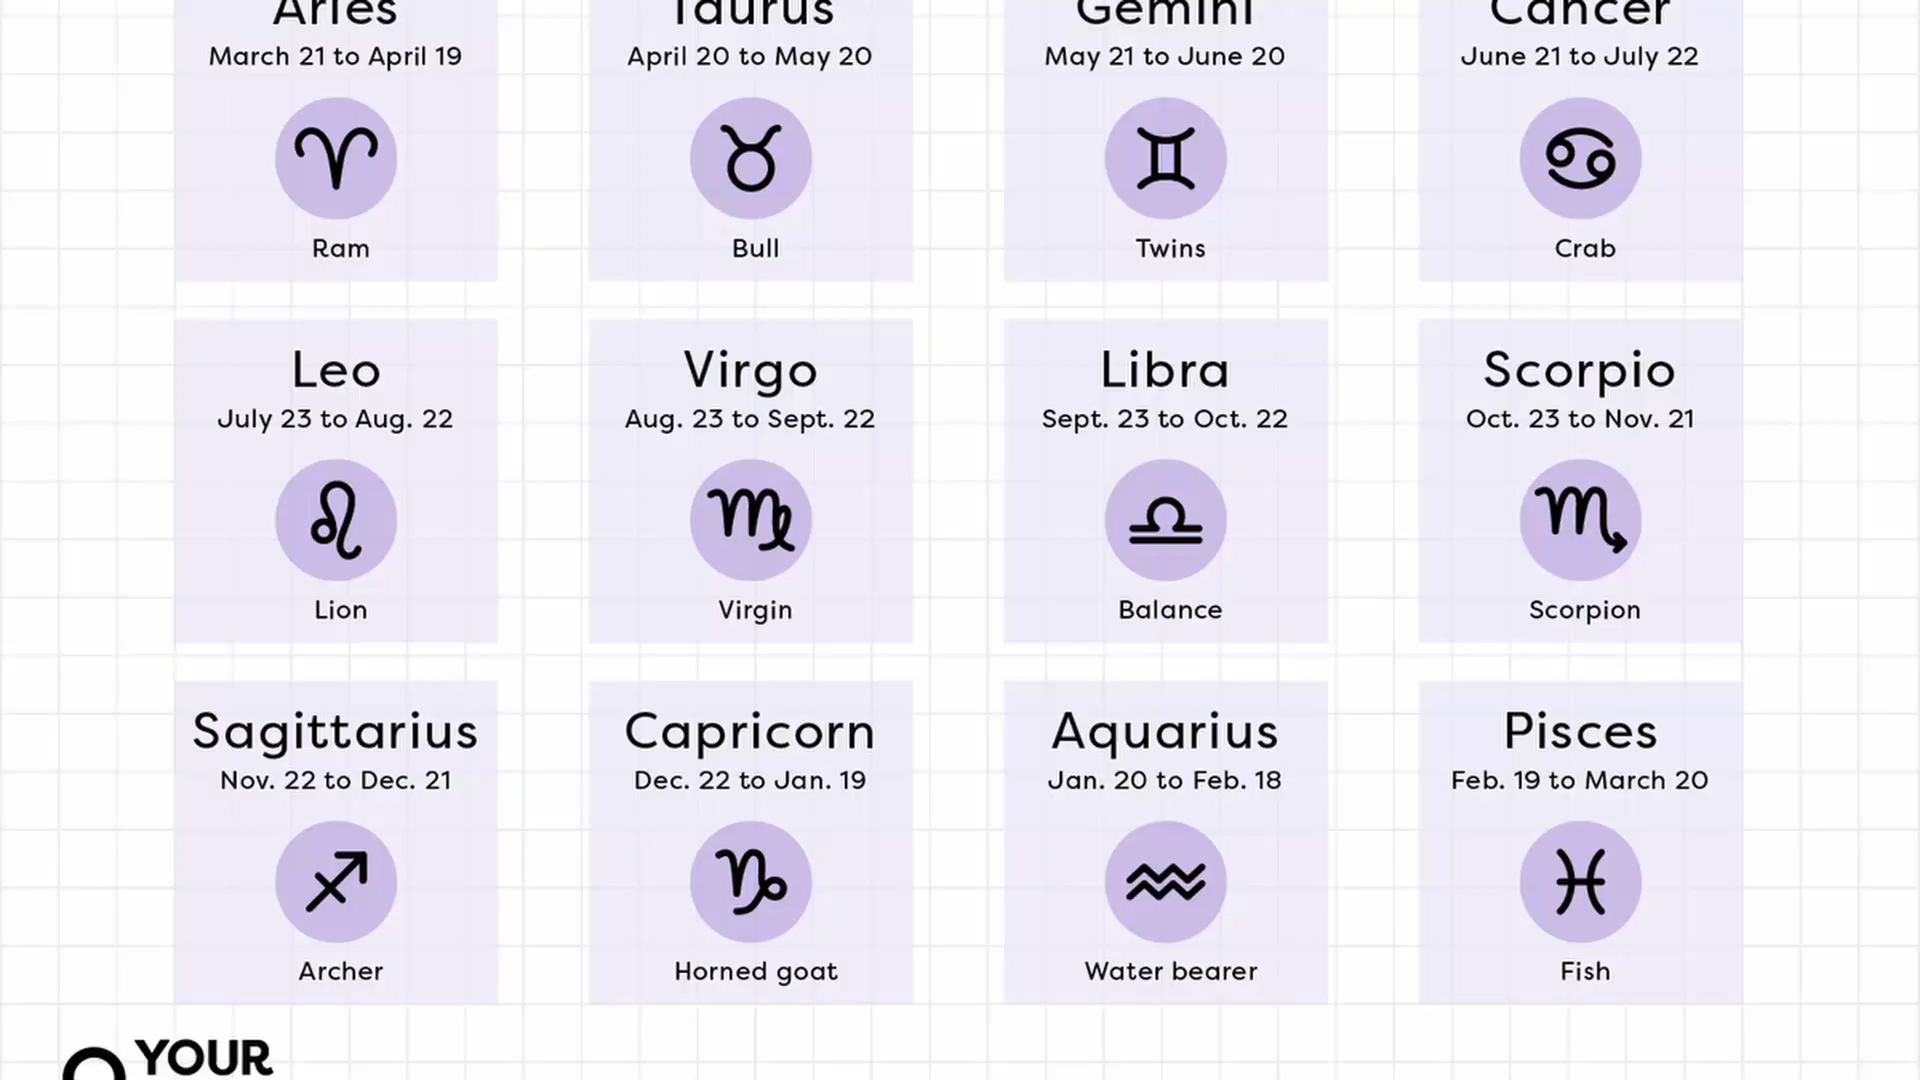 Aries
March 21 to April 19
Ram
Taurus
April 20 to May 20
Bull
Gemini
May 21 to June 20
Twins
Cancer
June 21 to July 22
Crab
Leo
July 23 to Aug. 22
Lion
Virgo
Aug. 23 to Sept. 22
Virgin
Libra
Sept. 23 to Oct. 22
Balance
Scorpio
Oct. 23 to Nov. 21
Scorpion
Sagittarius
Nov. 22 to Dec. 21
Archer
Capricorn
Dec. 22 to Jan. 19
Horned goat
Aquarius
Jan. 20 to Feb. 18
Water bearer
Pisces
Feb. 19 to March 20
Fish
YOUR